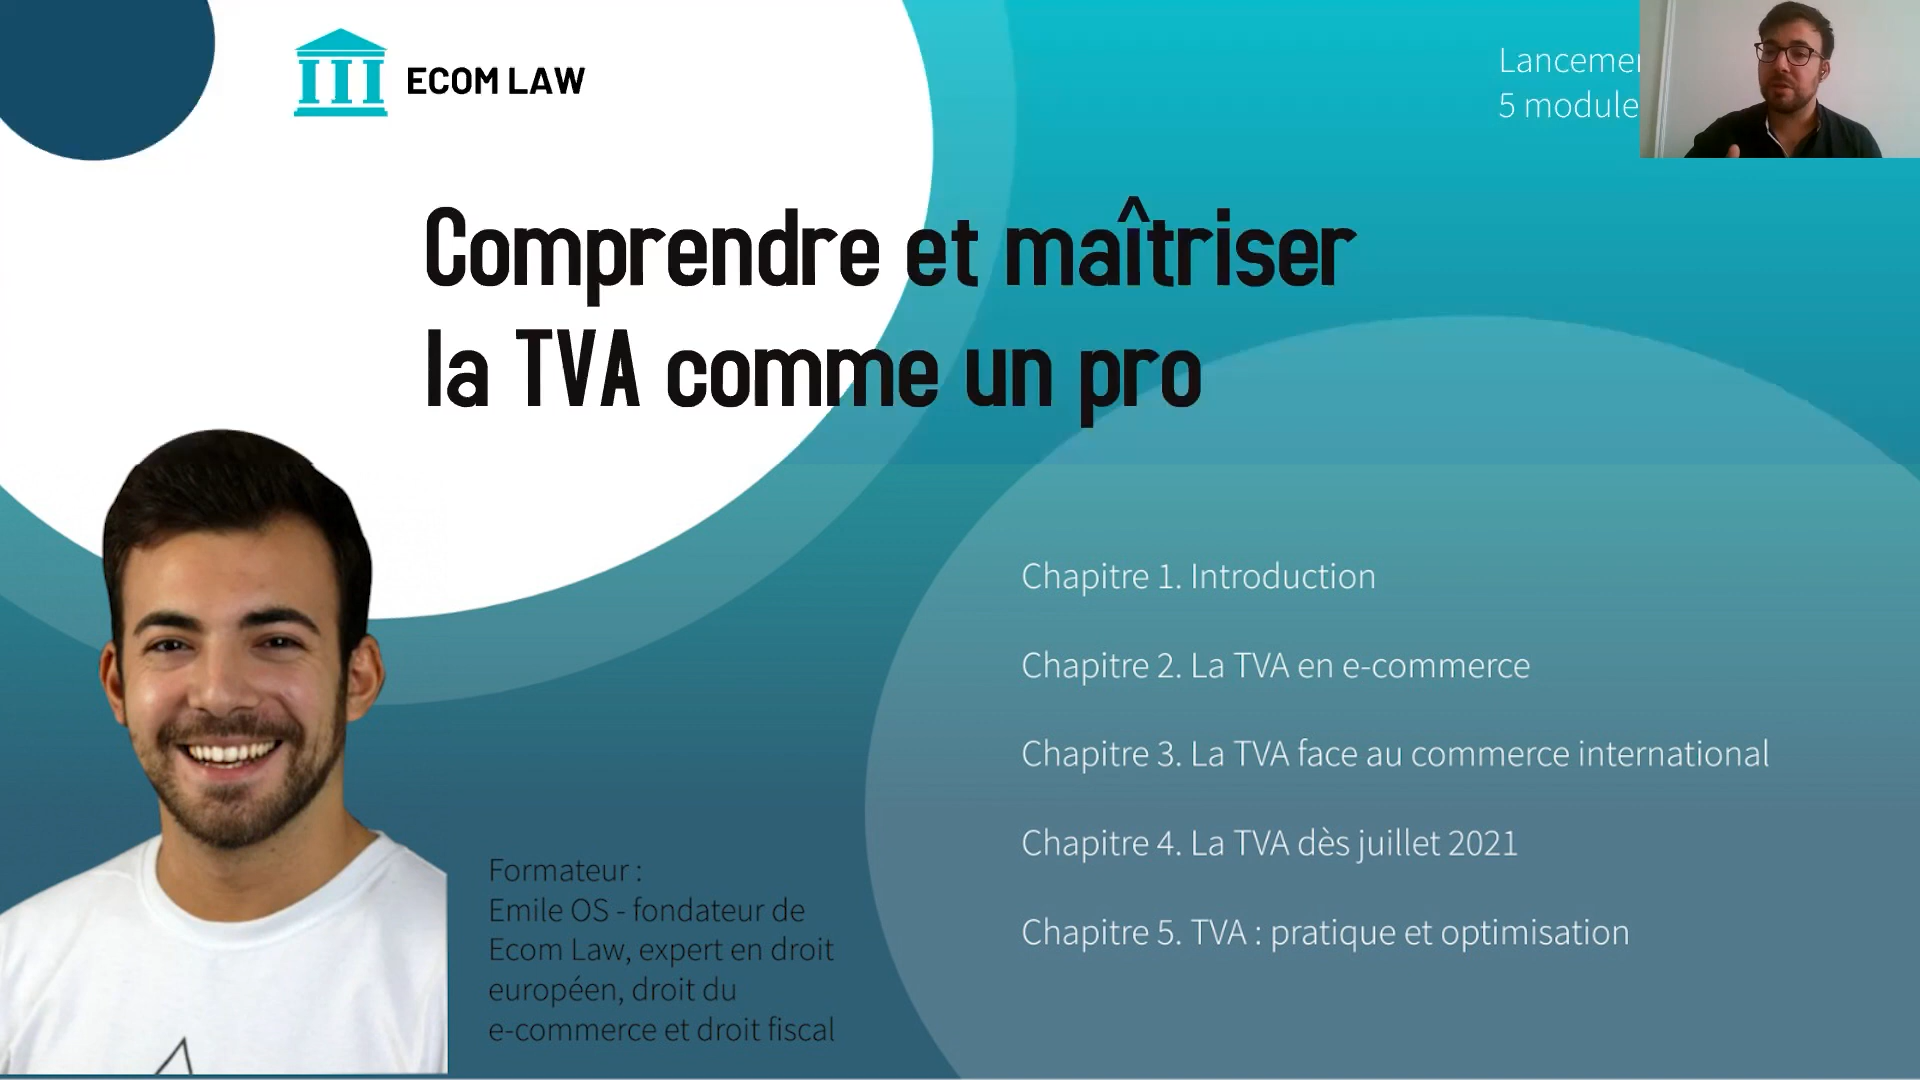 ECOM LAW
5 module
Comprendre et maîtriser
la TVA comme un pro
Chapitre 1. Introduction
Chapitre 2. La TVA en e-commerce
Chapitre 3. La TVA face au commerce international
Chapitre 4. La TVA dès juillet 2021
Chapitre 5. TVA : pratique et optimisation
Formateur :
Emile OS - fondateur de
Ecom Law, expert en droit
européen, droit du
e-commerce et droit fiscal